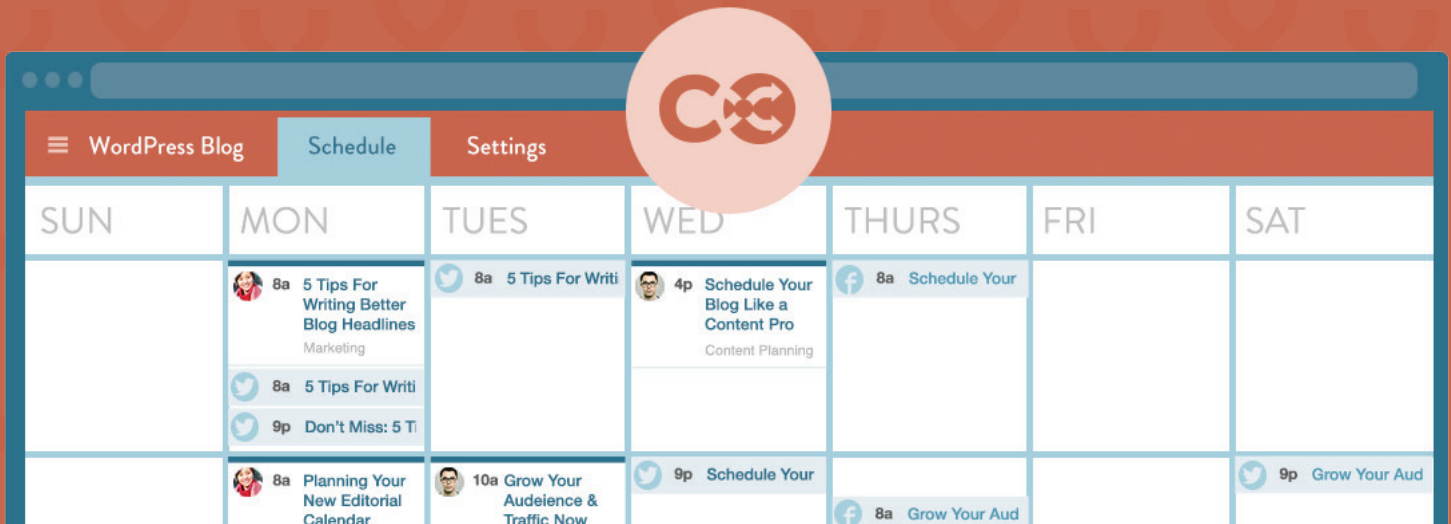 WordPress Blog Schedule Settings
SUN MON TUES WED THURS FRI SAT
8a 5 Tips For
Writing Better
Blog Headlines
Marketing
8a 5 Tips For Writi
9p Don't Miss: 5 Ti
8a 5 Tips For Writi
4p Schedule Your
Blog Like a
Content Pro
Content Planning
8a Schedule Your
8a Planning Your
New Editorial
Calendar
10a Grow Your
Audeience &
Traffic Now
9p Schedule Your
8a Grow Your Aud
9p Grow Your Aud